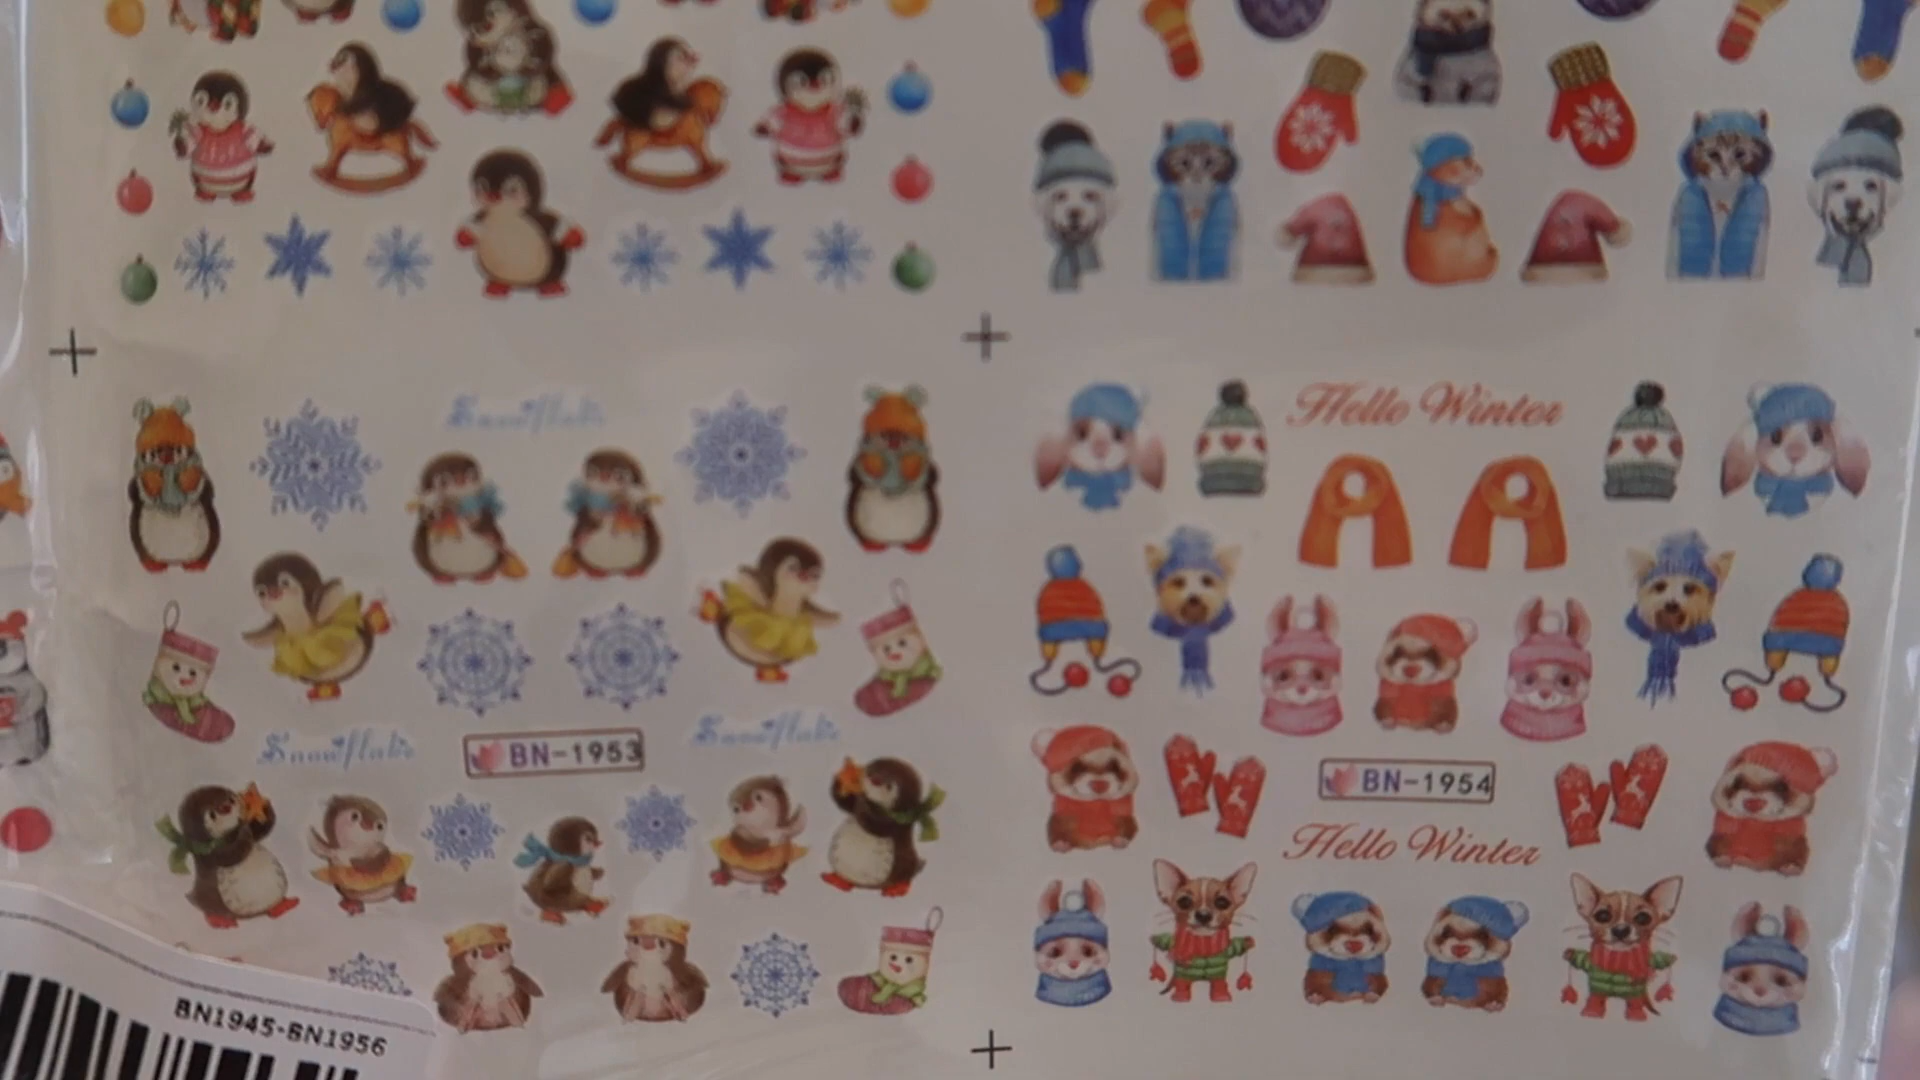 Snowflake
Hello Winter
Snowflake
BN-1953
Snowflake
BN-1954
Hello Winter
BN1945-BN1956